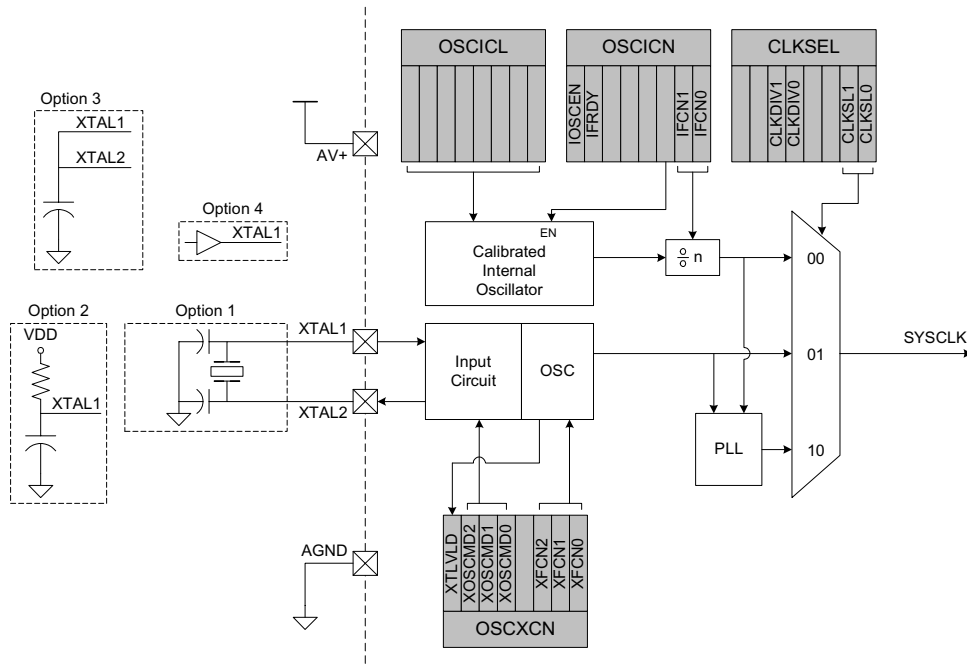 OSCICL
OSCICN
CLKSEL
IOSCEN
IFRDY
IFCN1
IFCN0
CLKDIV1
CLKDIV0
CLKSL1
CLKSL0
Option 3
XTAL1
XTAL2
AV+
Option 4
XTAL1
EN
Calibrated
Internal
Oscillator
n
00
Option 2
VDD
XTAL1
Option 1
XTAL1
XTAL2
Input
Circuit
OSC
01
SYSCLK
PLL
10
AGND
XTLVLD
XOSCMD2
XOSCMD1
XOSCMD0
XFCN2
XFCN1
XFCN0
OSCXCN